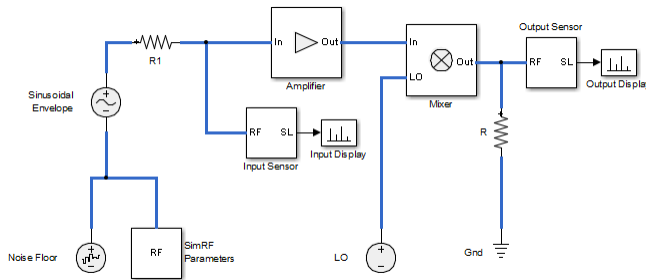 R1
In
Out
Amplifier
In
LO
Out
Mixer
Output Sensor
RF
SL
Output Display
Sinusoidal
Envelope
RF
SL
Input Sensor
Input Display
R
Noise Floor
RF
SimRF
Parameters
LO
Gnd